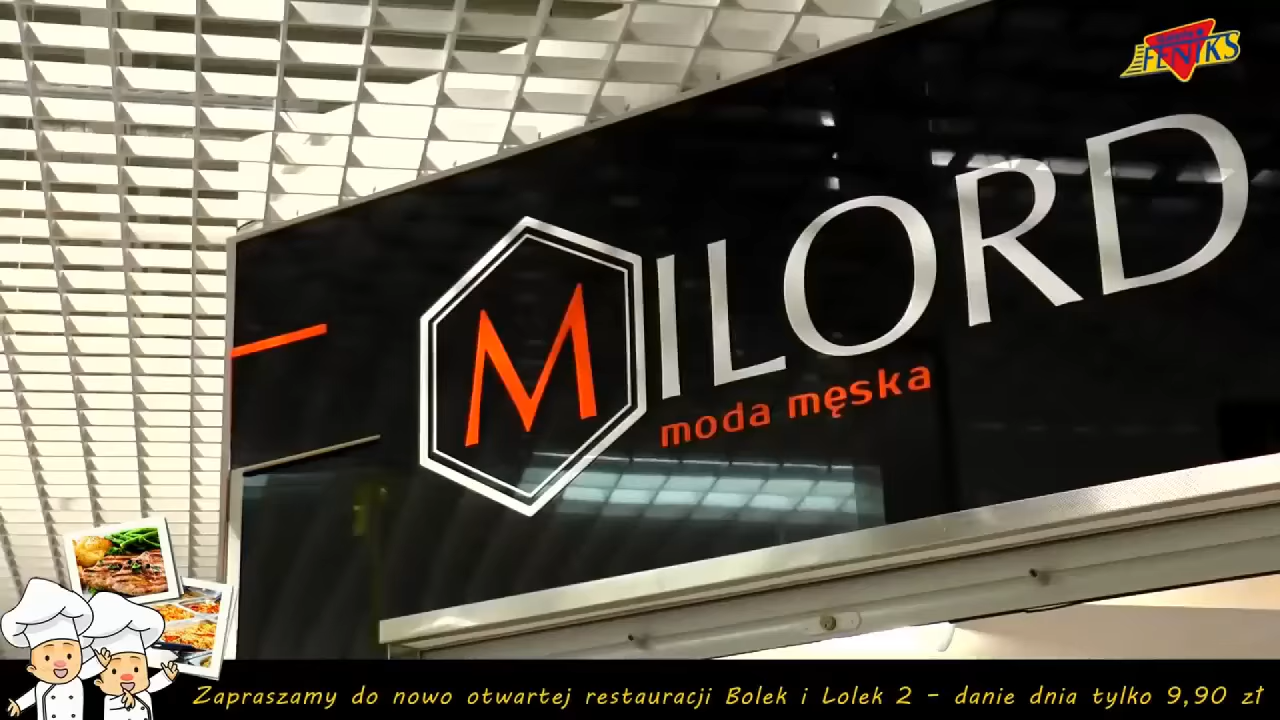 FENIKS
MILORD
moda męska
Zapraszamy do nowo otwartej restauracji Bolek i Lolek 2 - danie dnia tylko 9,90 zł